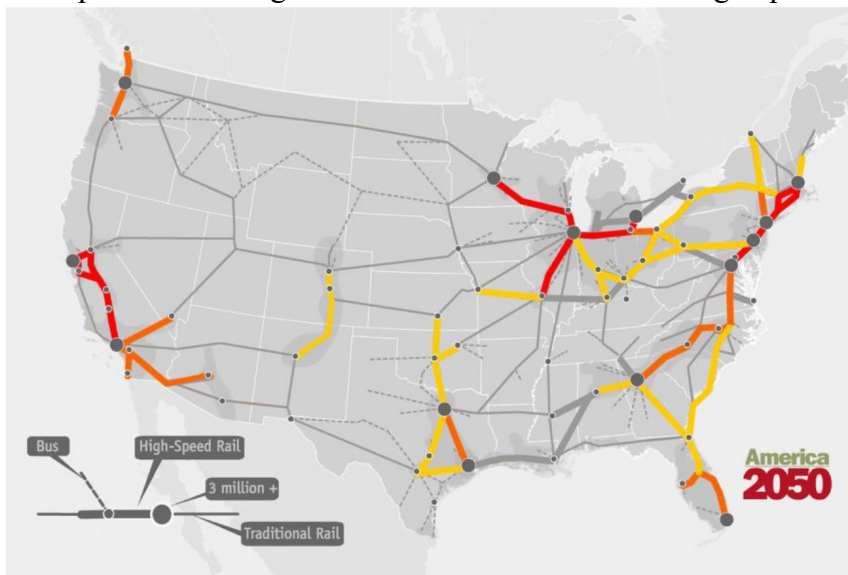 Bus
High-Speed Rail
3 million +
Traditional Rail
America
2050